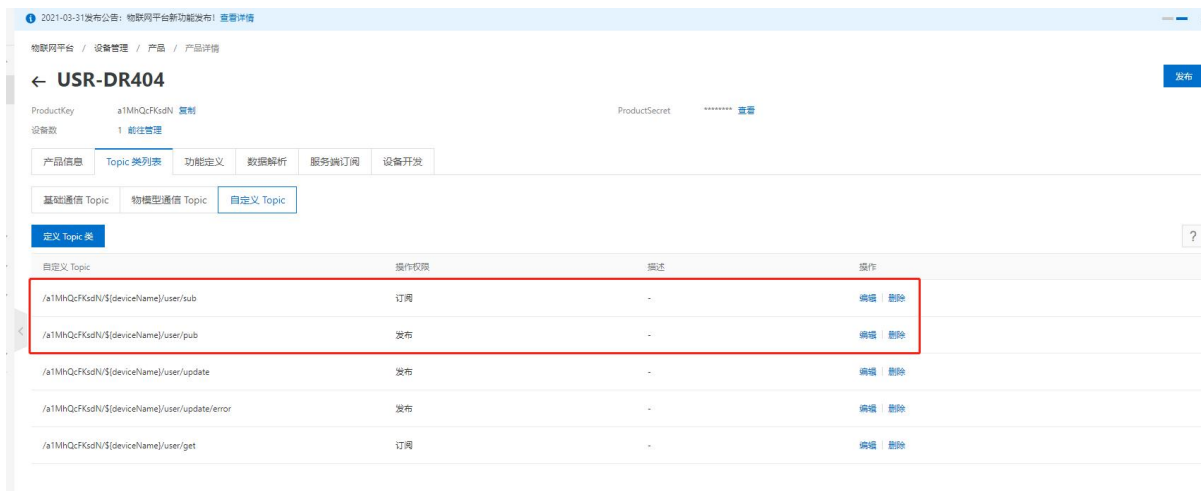 2021-03-31发布公告：物联网平台新功能发布！ 查看详情
物联网平台 / 设备管理 / 产品 / 产品详情
← USR-DR404
发布
ProductKey a1MhQcFKsdN 复制 ProductSecret ******** 查看
设备数 1 前往管理
产品信息 Topic 类列表 功能定义 数据解析 服务端订阅 设备开发
基础通信 Topic 物模型通信 Topic 自定义 Topic
定义 Topic 类 ?
自定义 Topic 操作权限 描述 操作
/a1MhQcFKsdN/${deviceName}/user/sub 订阅 - 编辑 删除
/a1MhQcFKsdN/${deviceName}/user/pub 发布 - 编辑 删除
/a1MhQcFKsdN/${deviceName}/user/update 发布 - 编辑 删除
/a1MhQcFKsdN/${deviceName}/user/update/error 发布 - 编辑 删除
/a1MhQcFKsdN/${deviceName}/user/get 订阅 - 编辑 删除